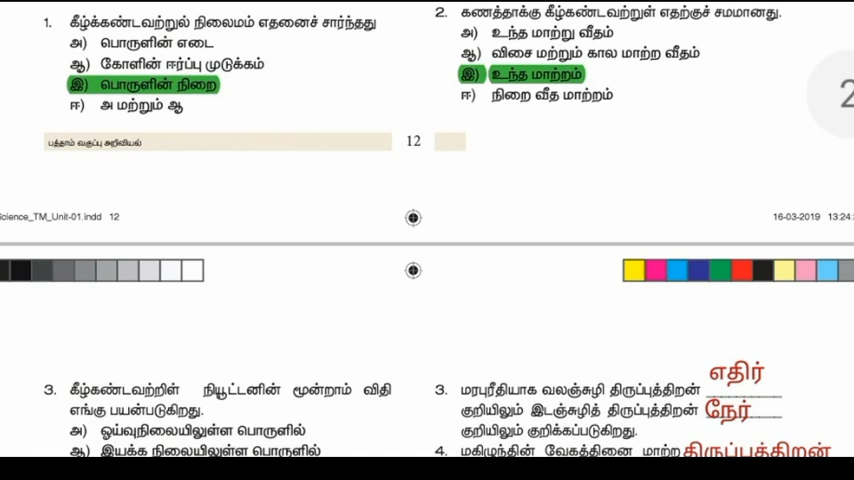 1. கீழ்கண்டவற்றுல் நிலைமம் எதனைச் சார்ந்தது
அ) பொருளின் எடை
ஆ) கோளின் ஈர்ப்பு முடுக்கம்
இ) பொருளின் நிறை
ஈ) அ மற்றும் ஆ
2. கணத்தாக்கு கீழ்கண்டவற்றுள் எதற்குச் சமமானது.
அ) உந்த மாற்று வீதம்
ஆ) விசை மற்றும் கால மாற்ற வீதம்
இ) உந்த மாற்றம்
ஈ) நிறை வீத மாற்றம்
2
பத்தாம் வகுப்பு அறிவியல்
12
Science_TM_Unit-01.indd 12
16-03-2019 13:24:
3. கீழ்கண்டவற்றிள் நியூட்டனின் மூன்றாம் விதி
எங்கு பயன்படுகிறது.
அ) ஓய்வுநிலையிலுள்ள பொருளில்
ஆ) இயக்க நிலையிலுள்ள பொருளில்
3. மரபுரீதியாக வலஞ்சுழி திருப்புத்திறன் எதிர்
குறியிலும் இடஞ்சுழித் திருப்புத்திறன் நேர்
குறியிலும் குறிக்கப்படுகிறது.
4. மகிழுந்தின் வேகத்தினை மாற்ற திருப்புத்திறன்